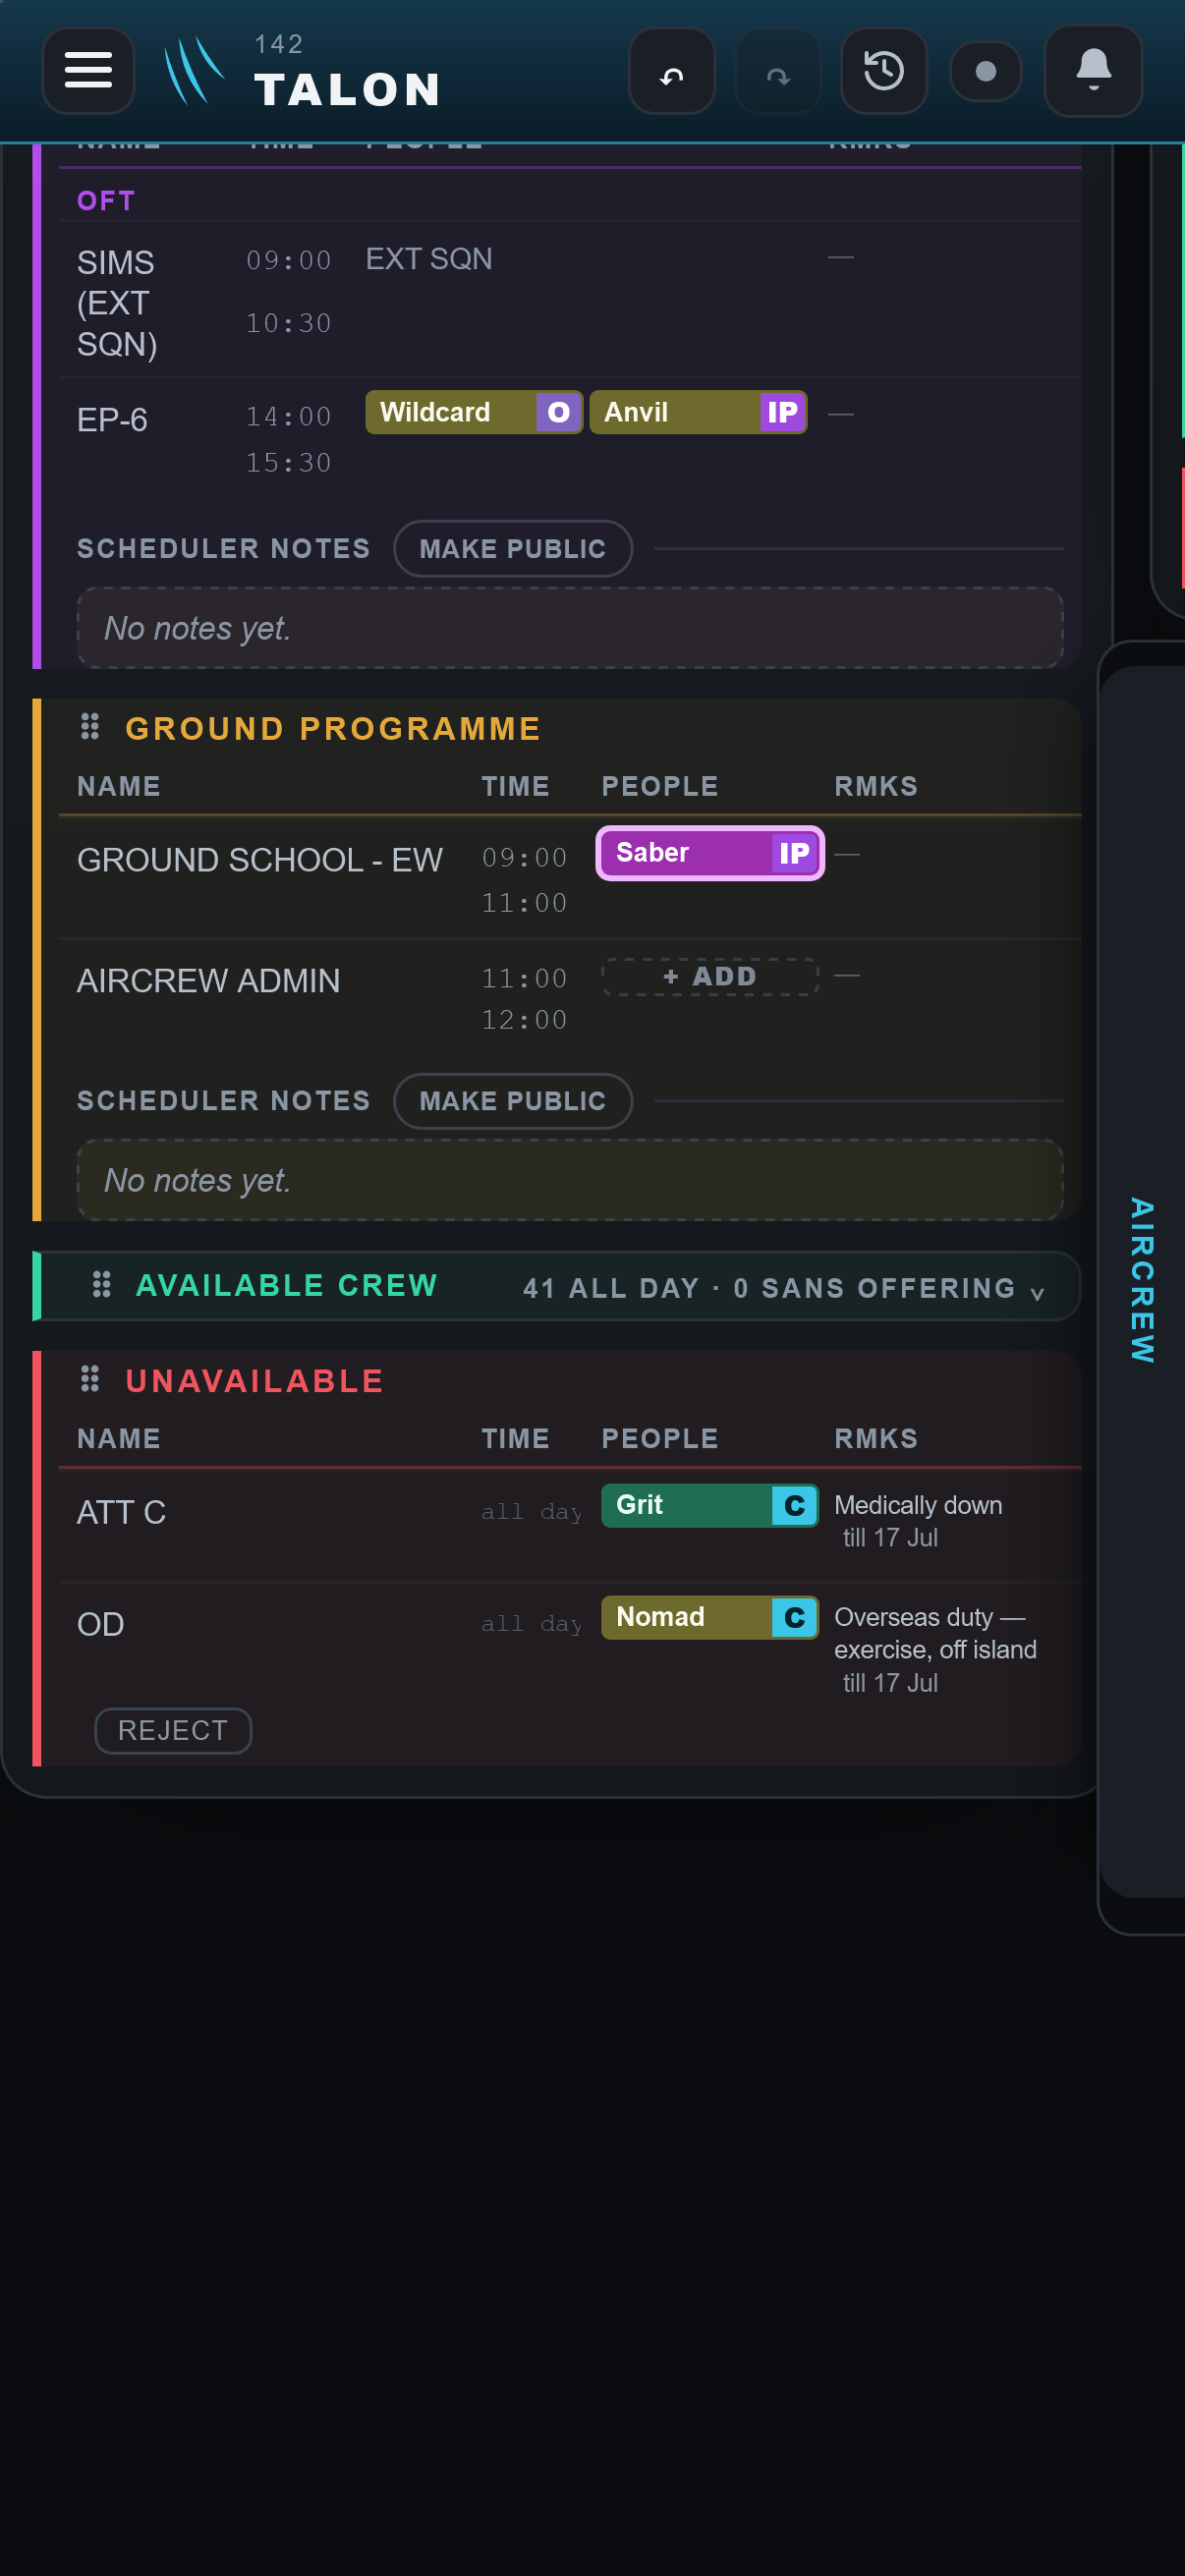 142
TALON
NAME TIME PEOPLE RMKS
OFT
SIMS (EXT SQN) 09:00 10:30 EXT SQN —
EP-6 14:00 15:30 Wildcard O Anvil IP —
SCHEDULER NOTES MAKE PUBLIC
No notes yet.
GROUND PROGRAMME
NAME TIME PEOPLE RMKS
GROUND SCHOOL - EW 09:00 11:00 Saber IP —
AIRCREW ADMIN 11:00 12:00 + ADD —
SCHEDULER NOTES MAKE PUBLIC
No notes yet.
AVAILABLE CREW 41 ALL DAY · 0 SANS OFFERING
UNAVAILABLE
NAME TIME PEOPLE RMKS
ATT C all day Grit C Medically down
till 17 Jul
OD all day Nomad C Overseas duty —
exercise, off island
till 17 Jul
REJECT
AIRCREW